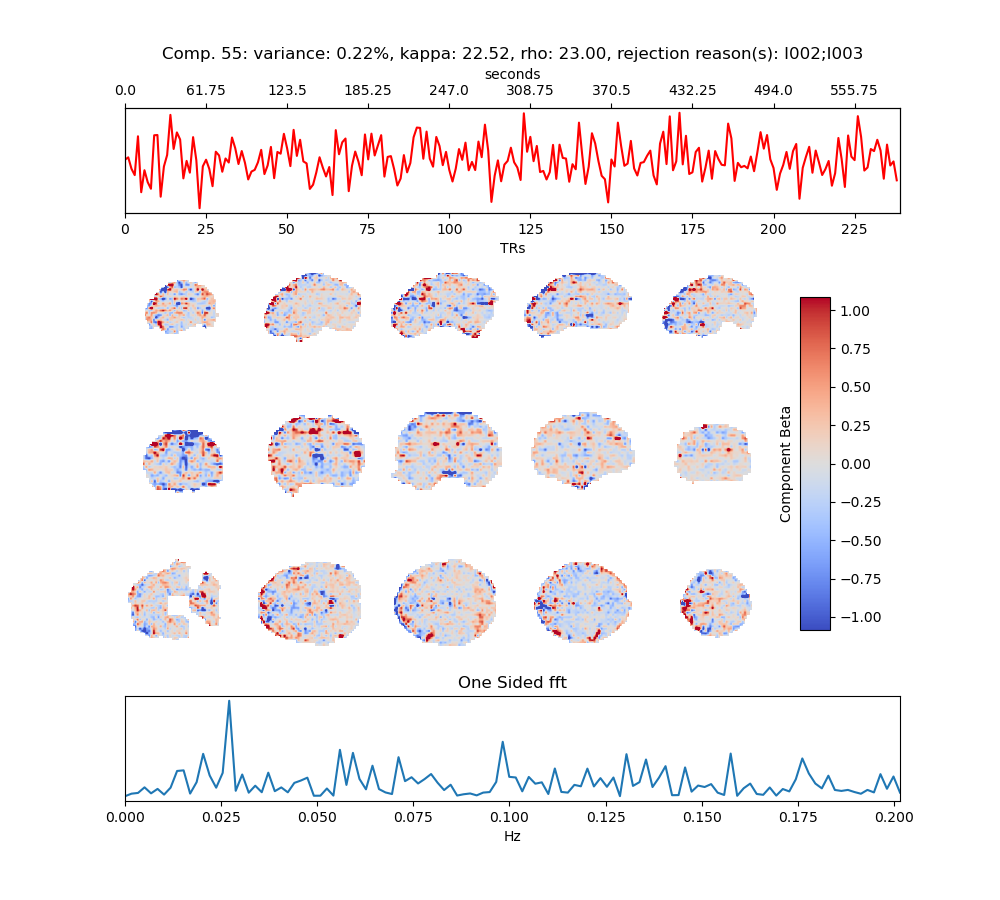 Comp. 55: variance: 0.22%, kappa: 22.52, rho: 23.00, rejection reason(s): I002;I003
seconds
0.0 61.75 123.5 185.25 247.0 308.75 370.5 432.25 494.0 555.75
0 25 50 75 100 125 150 175 200 225
TRs
1.00
0.75
0.50
0.25
0.00
−0.25
−0.50
−0.75
−1.00
Component Beta
One Sided fft
0.000 0.025 0.050 0.075 0.100 0.125 0.150 0.175 0.200
Hz